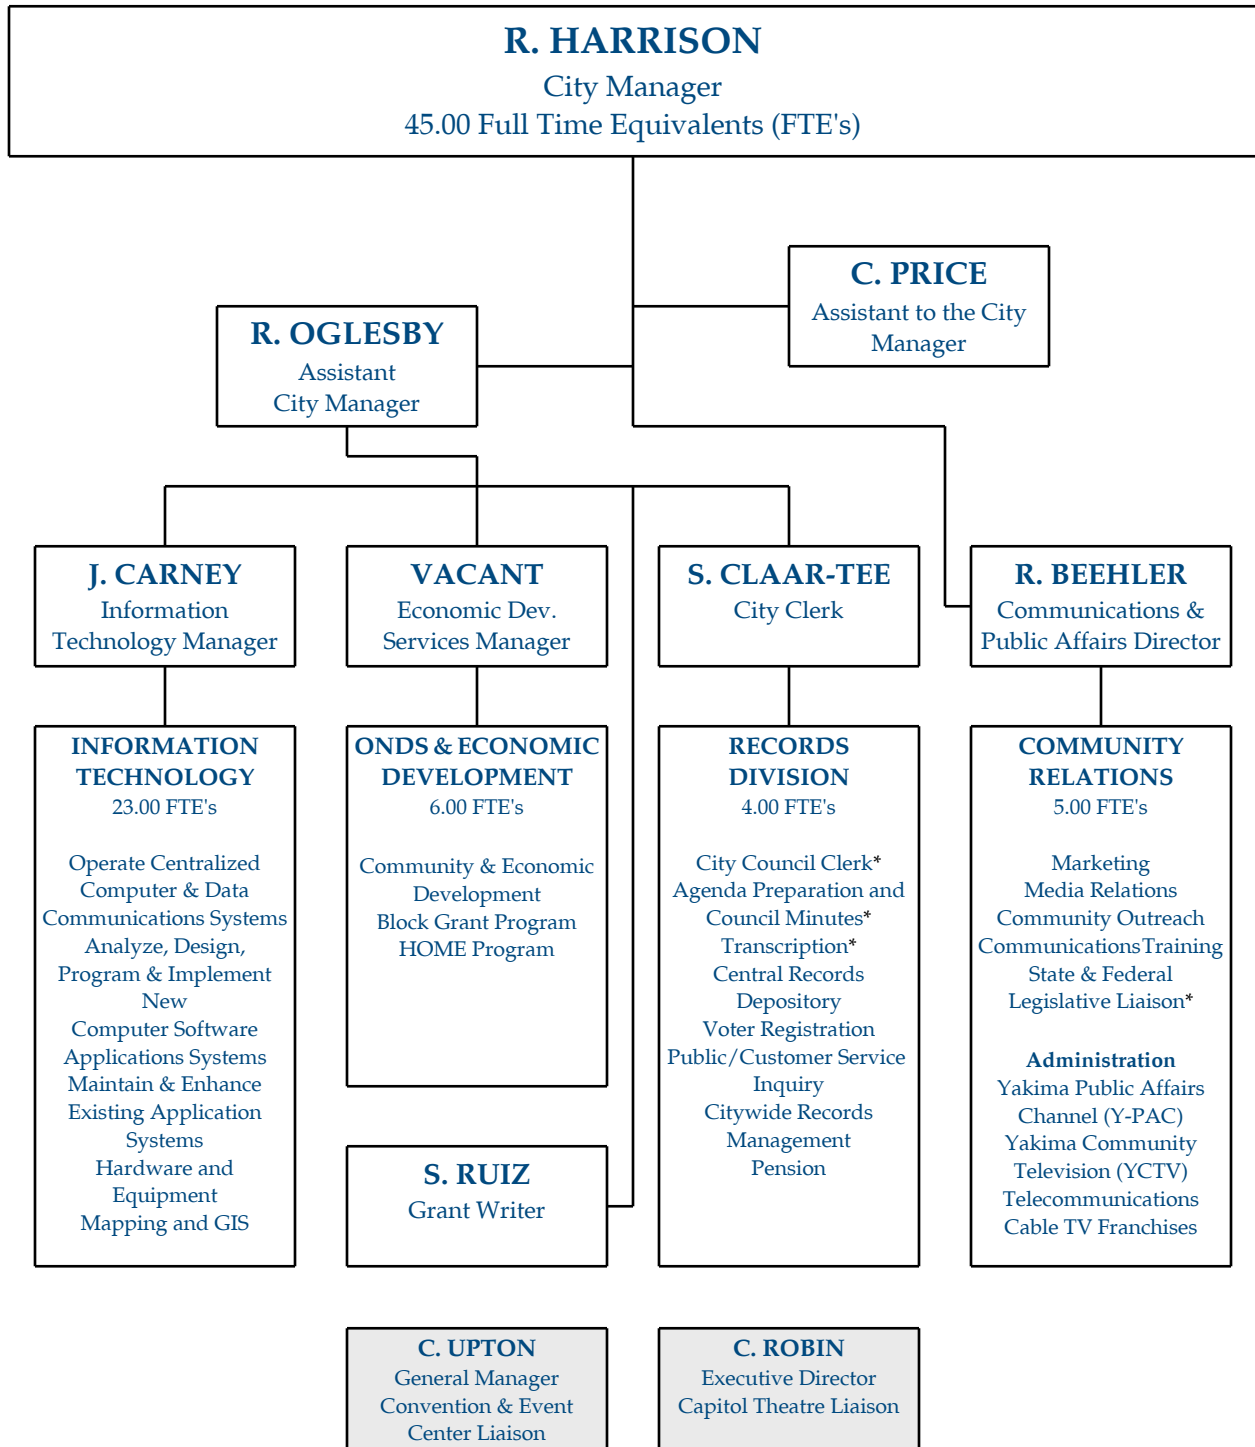 R. HARRISON
City Manager
45.00 Full Time Equivalents (FTE's)
C. PRICE
Assistant to the City
Manager
R. OGLESBY
Assistant
City Manager
J. CARNEY
Information
Technology Manager
VACANT
Economic Dev.
Services Manager
S. CLAAR-TEE
City Clerk
R. BEEHLER
Communications &
Public Affairs Director
INFORMATION
TECHNOLOGY
23.00 FTE's
Operate Centralized
Computer & Data
Communications Systems
Analyze, Design,
Program & Implement
New
Computer Software
Applications Systems
Maintain & Enhance
Existing Application
Systems
Hardware and
Equipment
Mapping and GIS
ONDS & ECONOMIC
DEVELOPMENT
6.00 FTE's
Community & Economic
Development
Block Grant Program
HOME Program
S. RUIZ
Grant Writer
RECORDS
DIVISION
4.00 FTE's
City Council Clerk*
Agenda Preparation and
Council Minutes*
Transcription*
Central Records
Depository
Voter Registration
Public/Customer Service
Inquiry
Citywide Records
Management
Pension
COMMUNITY
RELATIONS
5.00 FTE's
Marketing
Media Relations
Community Outreach
Communications Training
State & Federal
Legislative Liaison*
Administration
Yakima Public Affairs
Channel (Y-PAC)
Yakima Community
Television (YCTV)
Telecommunications
Cable TV Franchises
C. UPTON
General Manager
Convention & Event
Center Liaison
C. ROBIN
Executive Director
Capitol Theatre Liaison